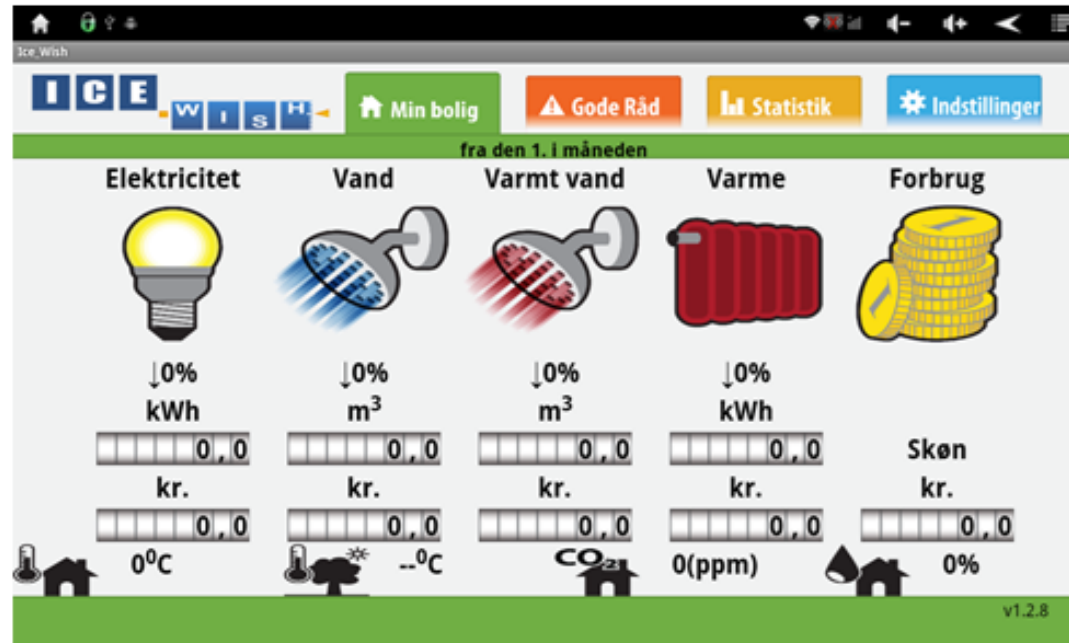 Ice_Wish
ICE WISH Min bolig Gode Råd Statistik Indstillinger
fra den 1. i måneden
Elektricitet Vand Varmt vand Varme Forbrug
↓0% ↓0% ↓0% ↓0%
kWh m³ m³ kWh
0,0 0,0 0,0 0,0 Skøn
kr. kr. kr. kr. kr.
0,0 0,0 0,0 0,0 0,0
0⁰C --⁰C CO₂ 0(ppm) 0%
v1.2.8